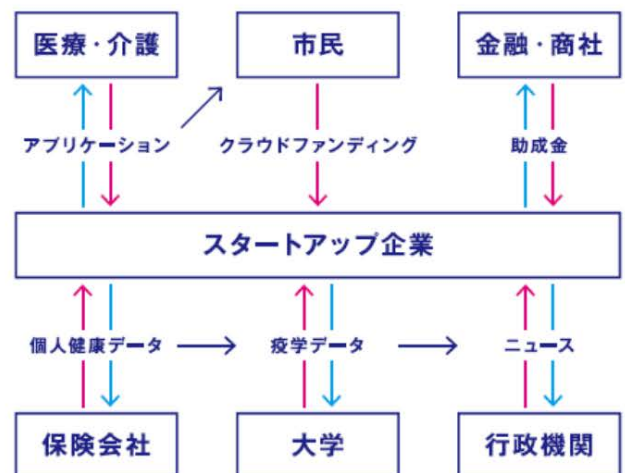 医療・介護
市民
金融・商社
アプリケーション
クラウドファンディング
助成金
スタートアップ企業
個人健康データ
疫学データ
ニュース
保険会社
大学
行政機関